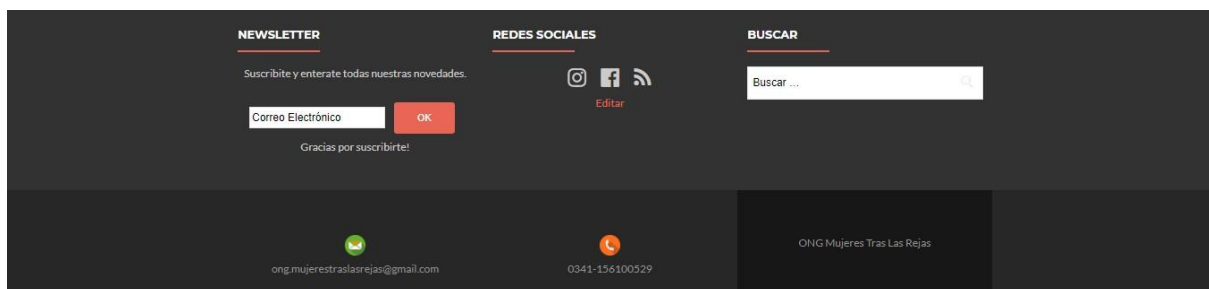 NEWSLETTER
Suscribite y enterate todas nuestras novedades.
Correo Electrónico
OK
Gracias por suscribirte!
REDES SOCIALES
Editar
BUSCAR
Buscar ...
ong.mujerestraslasrejas@gmail.com
0341-156100529
ONG Mujeres Tras Las Rejas